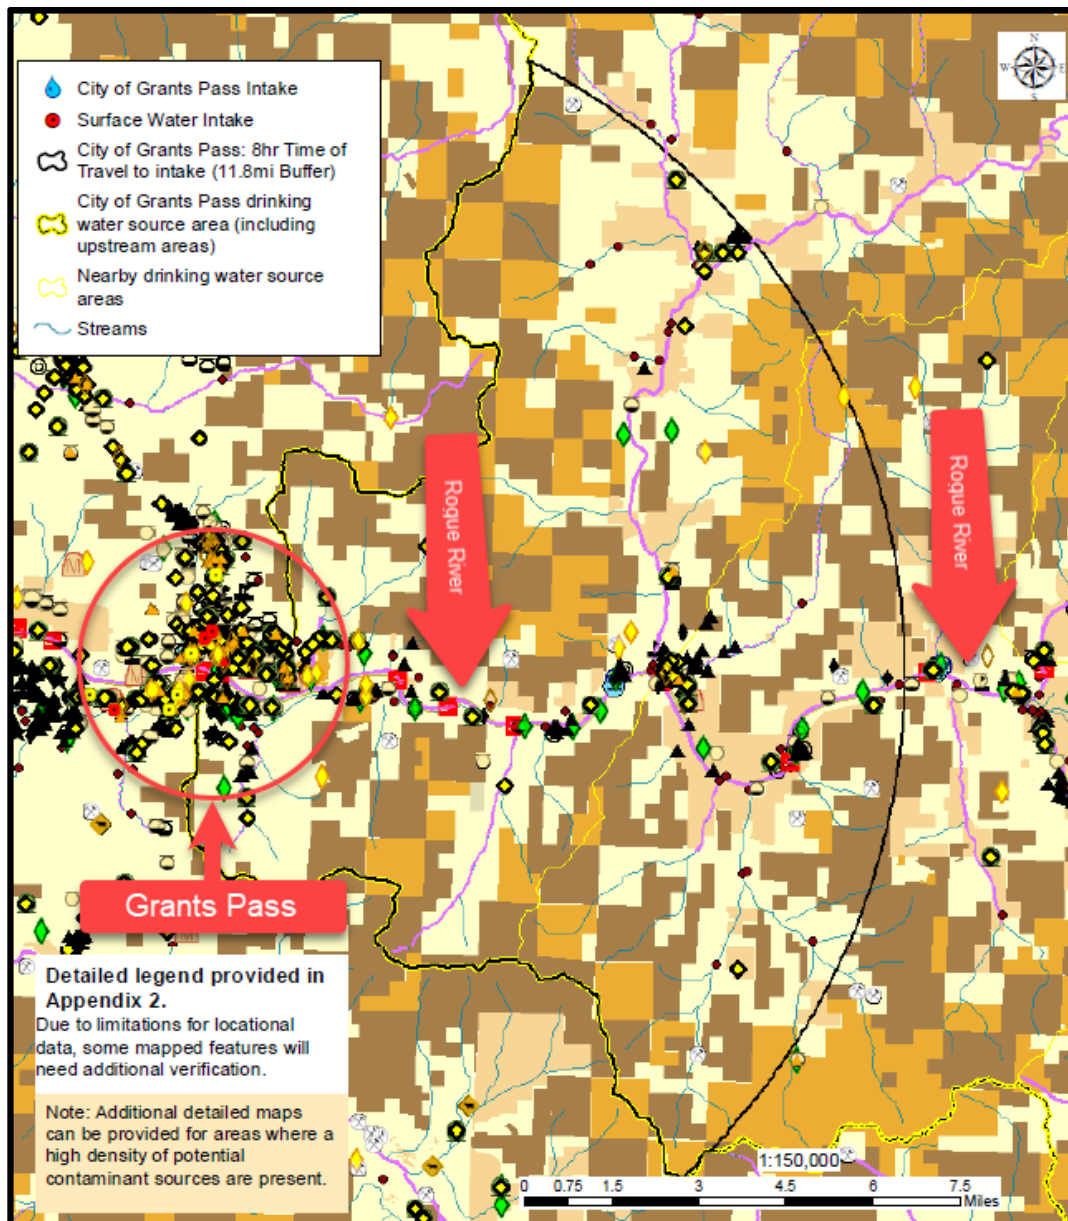 City of Grants Pass Intake
Surface Water Intake
City of Grants Pass: 8hr Time of
Travel to intake (11.8mi Buffer)
City of Grants Pass drinking
water source area (including
upstream areas)
Nearby drinking water source
areas
Streams
N
W E
S
Rogue River
Rogue River
Grants Pass
Detailed legend provided in
Appendix 2.
Due to limitations for locational
data, some mapped features will
need additional verification.
Note: Additional detailed maps
can be provided for areas where a
high density of potential
contaminant sources are present.
1:150,000
0 0.75 1.5 3 4.5 6 7.5
Miles